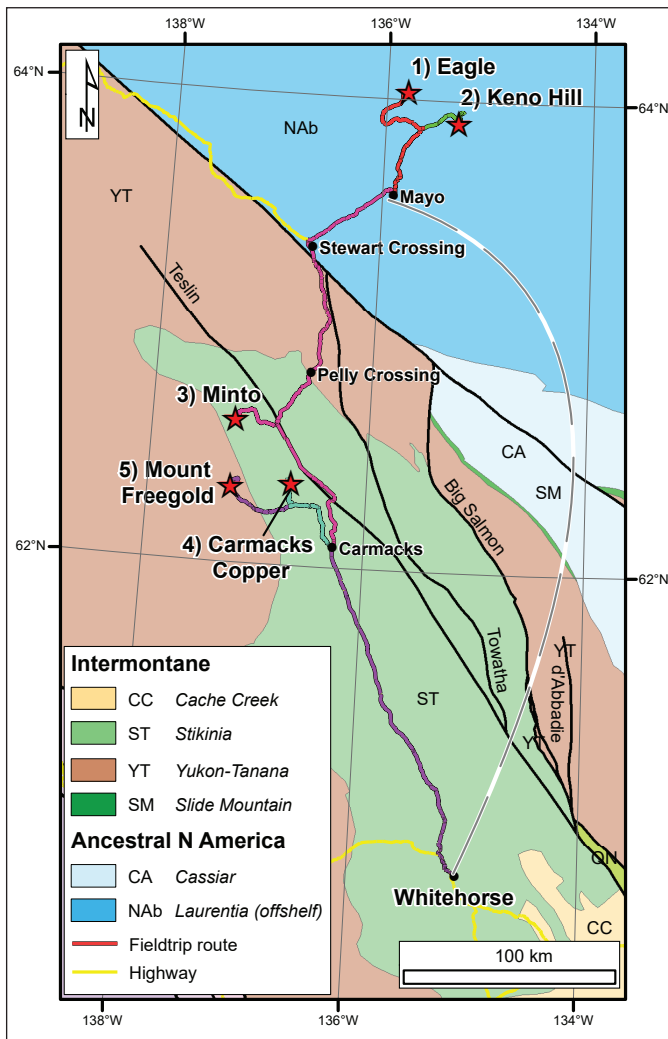 138°W
136°W
134°W
64°N
64°N
N
1) Eagle
2) Keno Hill
NAb
Mayo
YT
Stewart Crossing
Teslin
Pelly Crossing
3) Minto
CA
5) Mount
Freegold
SM
Big Salmon
4) Carmacks
Copper
Carmacks
62°N
62°N
Towatha
YT
d'Abbadie
ST
YT
QN
Whitehorse
CC
100 km
Intermontane
CC Cache Creek
ST Stikinia
YT Yukon-Tanana
SM Slide Mountain
Ancestral N America
CA Cassiar
NAb Laurentia (offshelf)
Fieldtrip route
Highway
138°W
136°W
134°W